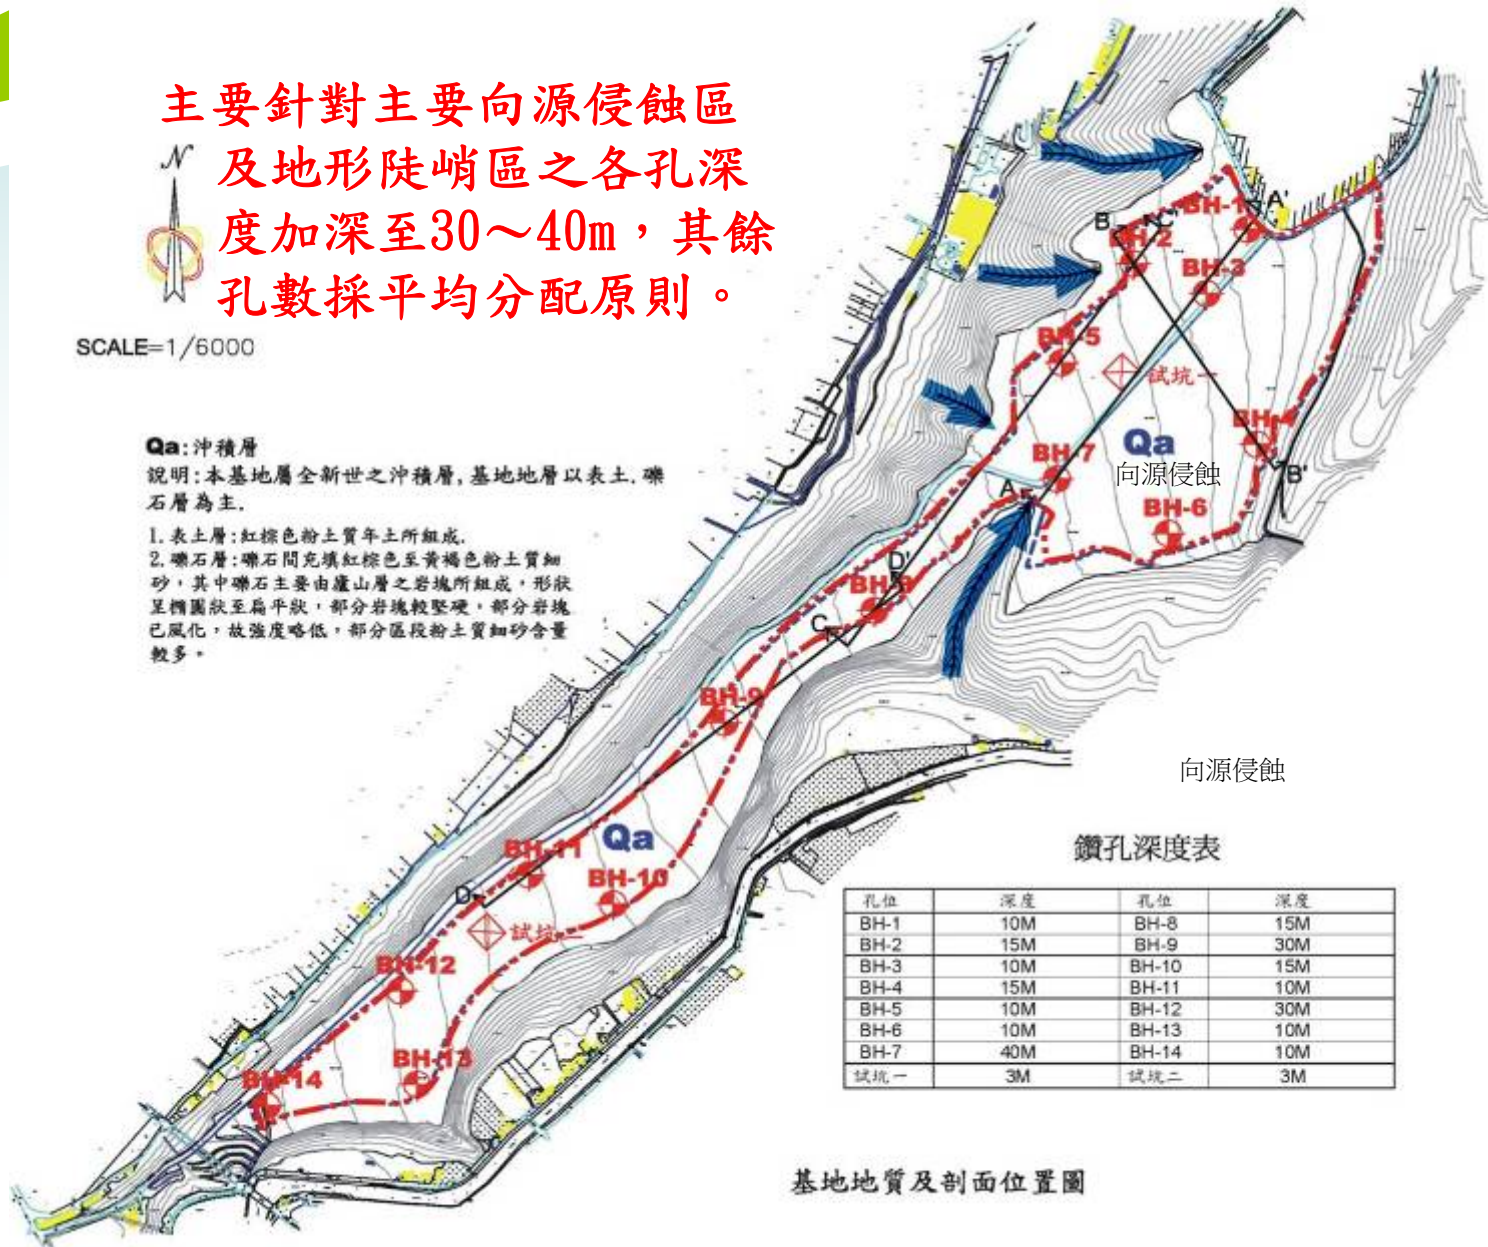 主要針對主要向源侵蝕區
及地形陡峭區之各孔深
度加深至30～40m，其餘
孔數採平均分配原則。
N
SCALE=1/6000
Qa:沖積層
說明:本基地屬全新世之沖積層,基地地層以表土.礫
石層為主.
1.表土層:紅棕色粉土質年土所組成.
2.礫石層:礫石間充填紅棕色至黃褐色粉土質細
砂，其中礫石主要由廬山層之岩塊所組成，形狀
呈橢圓狀至扁平狀，部分岩塊較堅硬，部分岩塊
已風化，故強度略低，部分區段粉土質細砂含量
較多。
BH-1
A'
B
C'
BH-2
BH-3
BH-5
試坑一
BH-4
Qa
BH-7
向源侵蝕
B'
A
BH-6
D'
BH-8
C
BH-9
向源侵蝕
Qa
BH-11
BH-10
D
試坑二
BH-12
BH-13
BH-14
鑽孔深度表
孔位 深度 孔位 深度
BH-1 10M BH-8 15M
BH-2 15M BH-9 30M
BH-3 10M BH-10 15M
BH-4 15M BH-11 10M
BH-5 10M BH-12 30M
BH-6 10M BH-13 10M
BH-7 40M BH-14 10M
試坑一 3M 試坑二 3M
基地地質及剖面位置圖